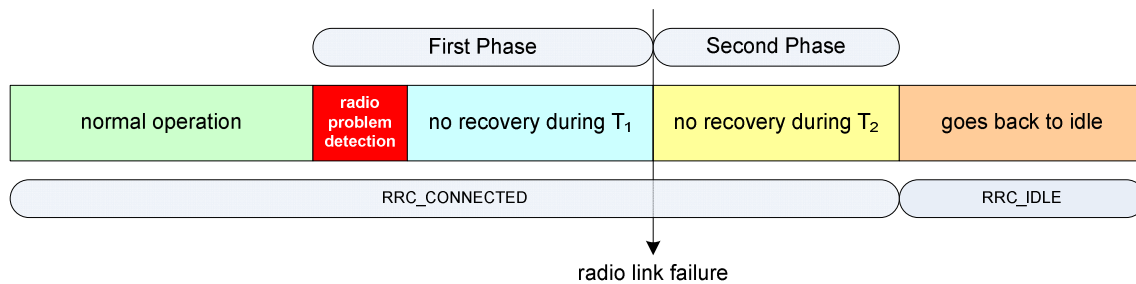 First Phase
Second Phase
normal operation
radio
problem
detection
no recovery during T₁
no recovery during T₂
goes back to idle
RRC_CONNECTED
RRC_IDLE
radio link failure